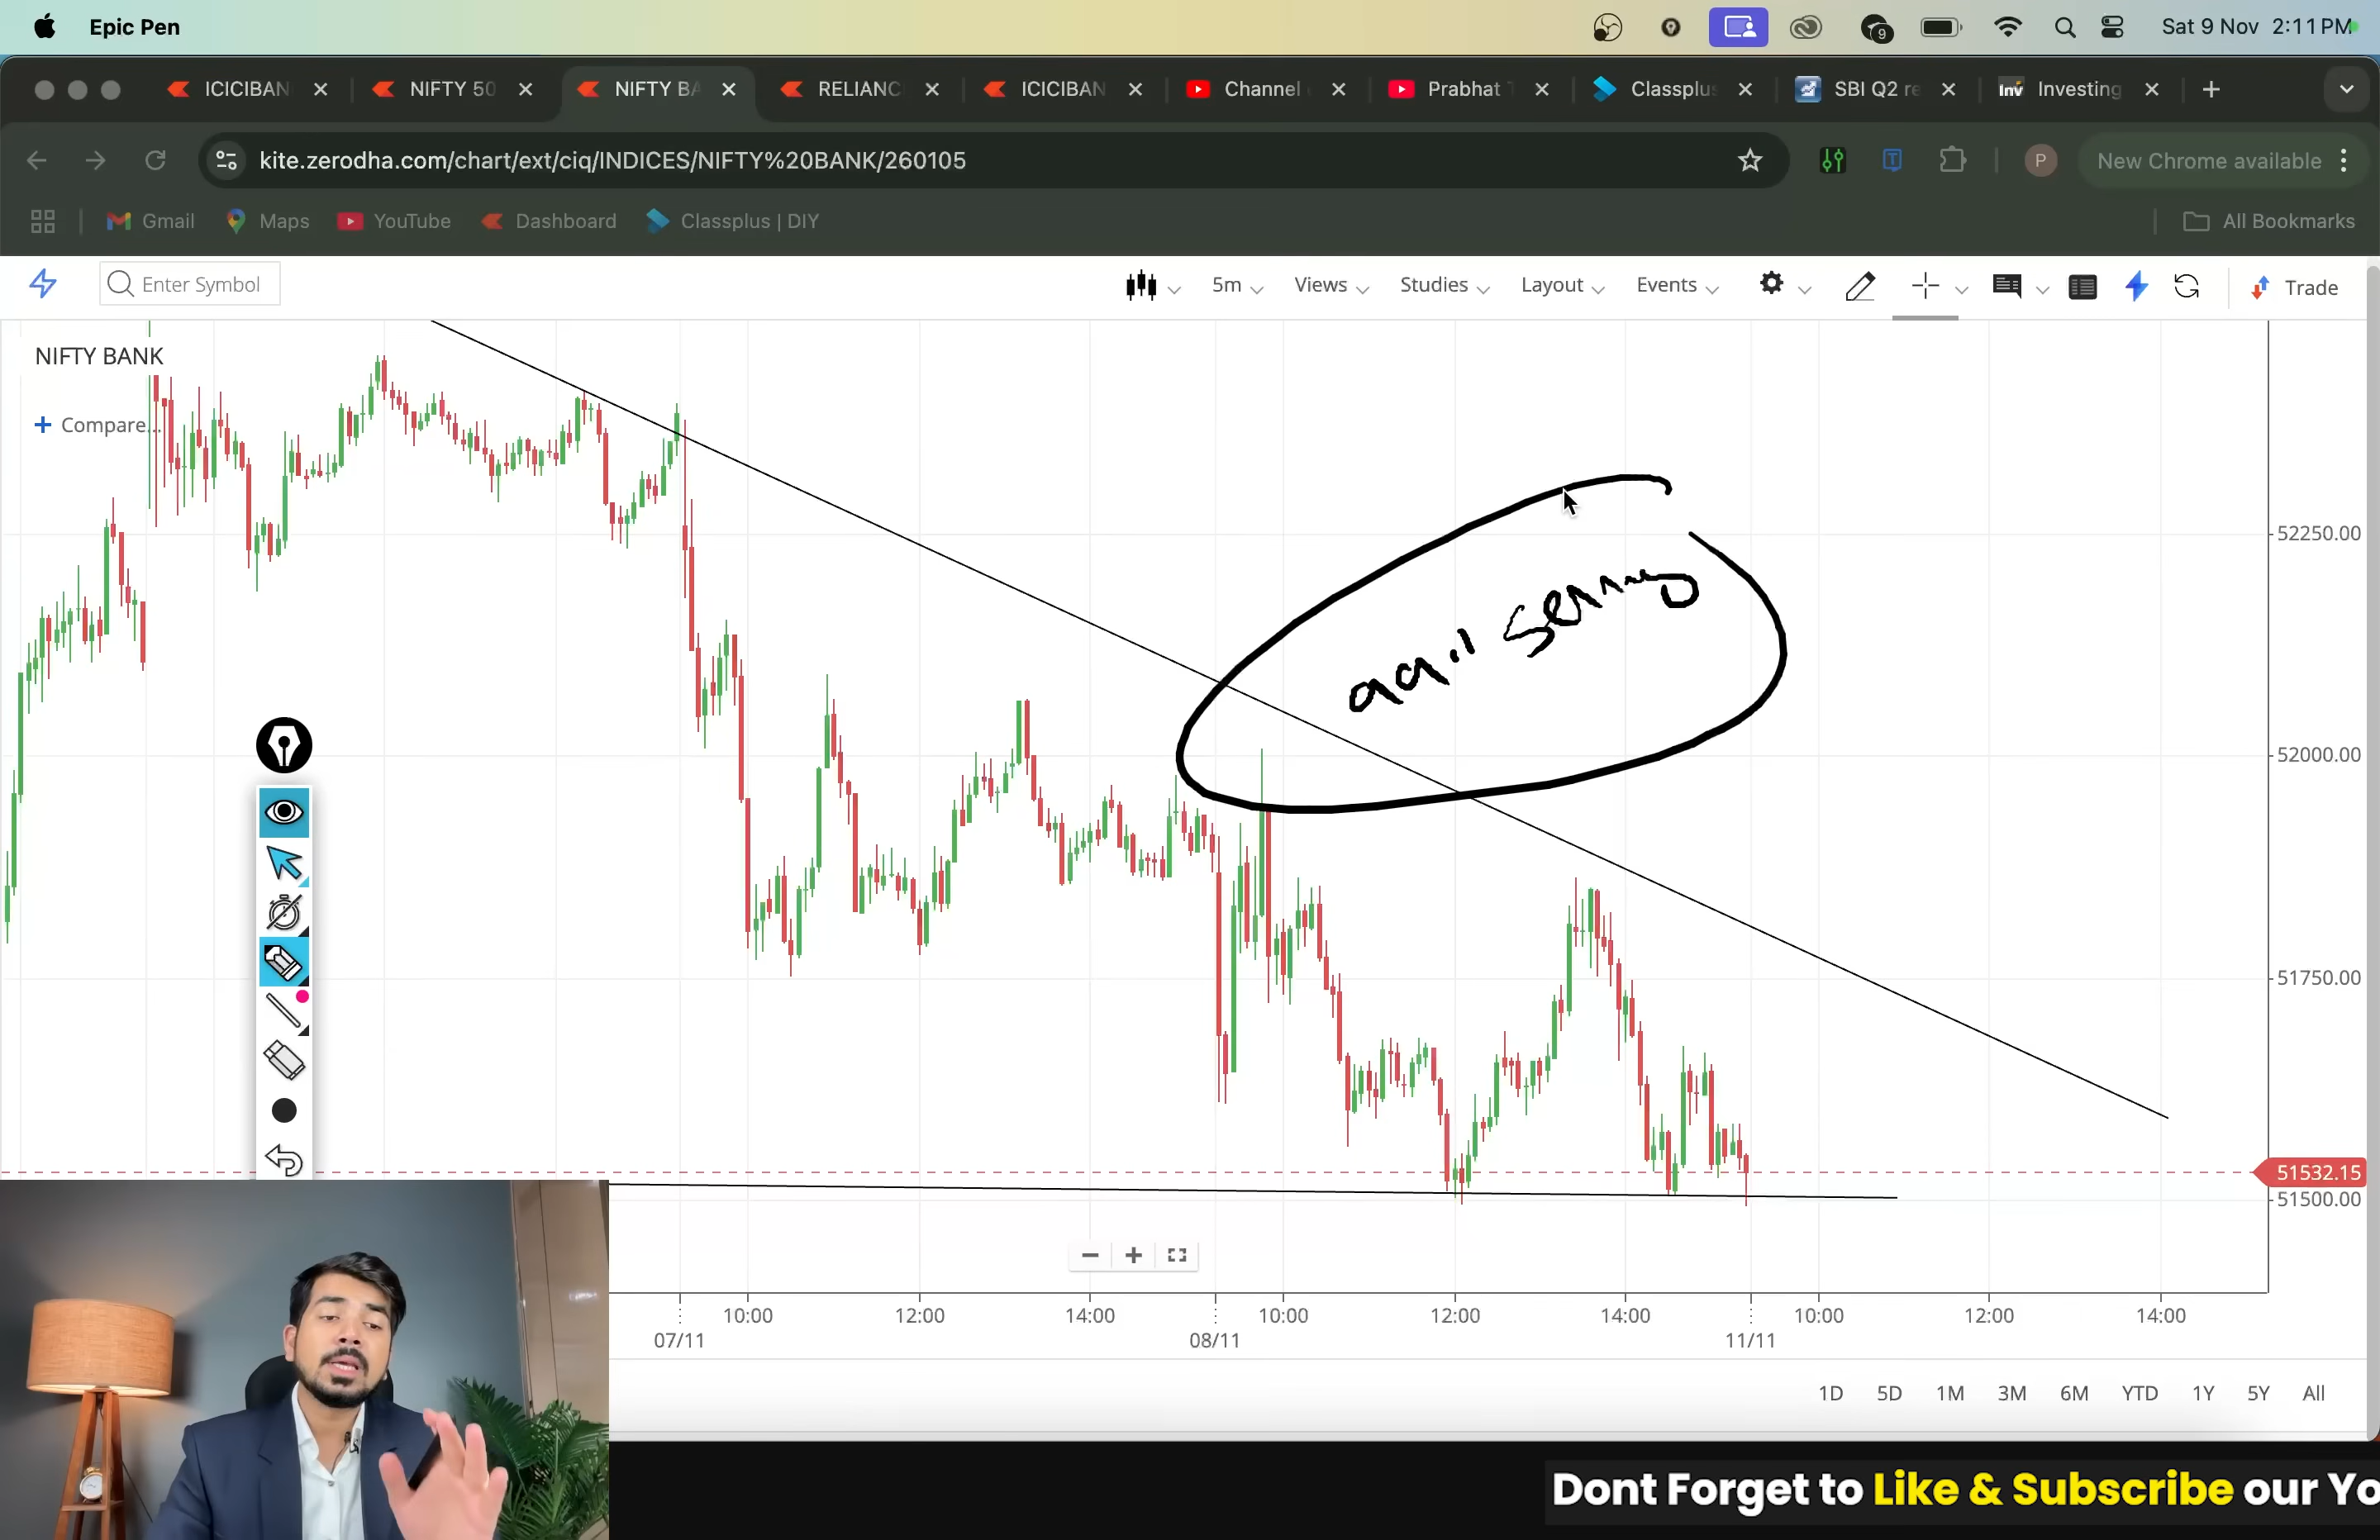 Epic Pen
9
Sat 9 Nov 2:11 PM
ICICIBAN
NIFTY 50
NIFTY BA
RELIANC
ICICIBAN
Channel
Prabhat T
Classplus
SBI Q2 re
Inv Investing
kite.zerodha.com/chart/ext/ciq/INDICES/NIFTY%20BANK/260105
T
P
New Chrome available
Gmail
Maps
YouTube
Dashboard
Classplus | DIY
All Bookmarks
Enter Symbol
5m
Views
Studies
Layout
Events
Trade
NIFTY BANK
+ Compare...
52250.00
52000.00
51750.00
51532.15
51500.00
10:00 12:00 14:00 10:00 12:00 14:00 10:00 12:00 14:00
07/11 08/11 11/11
1D 5D 1M 3M 6M YTD 1Y 5Y All
Dont Forget to Like & Subscribe our Yo